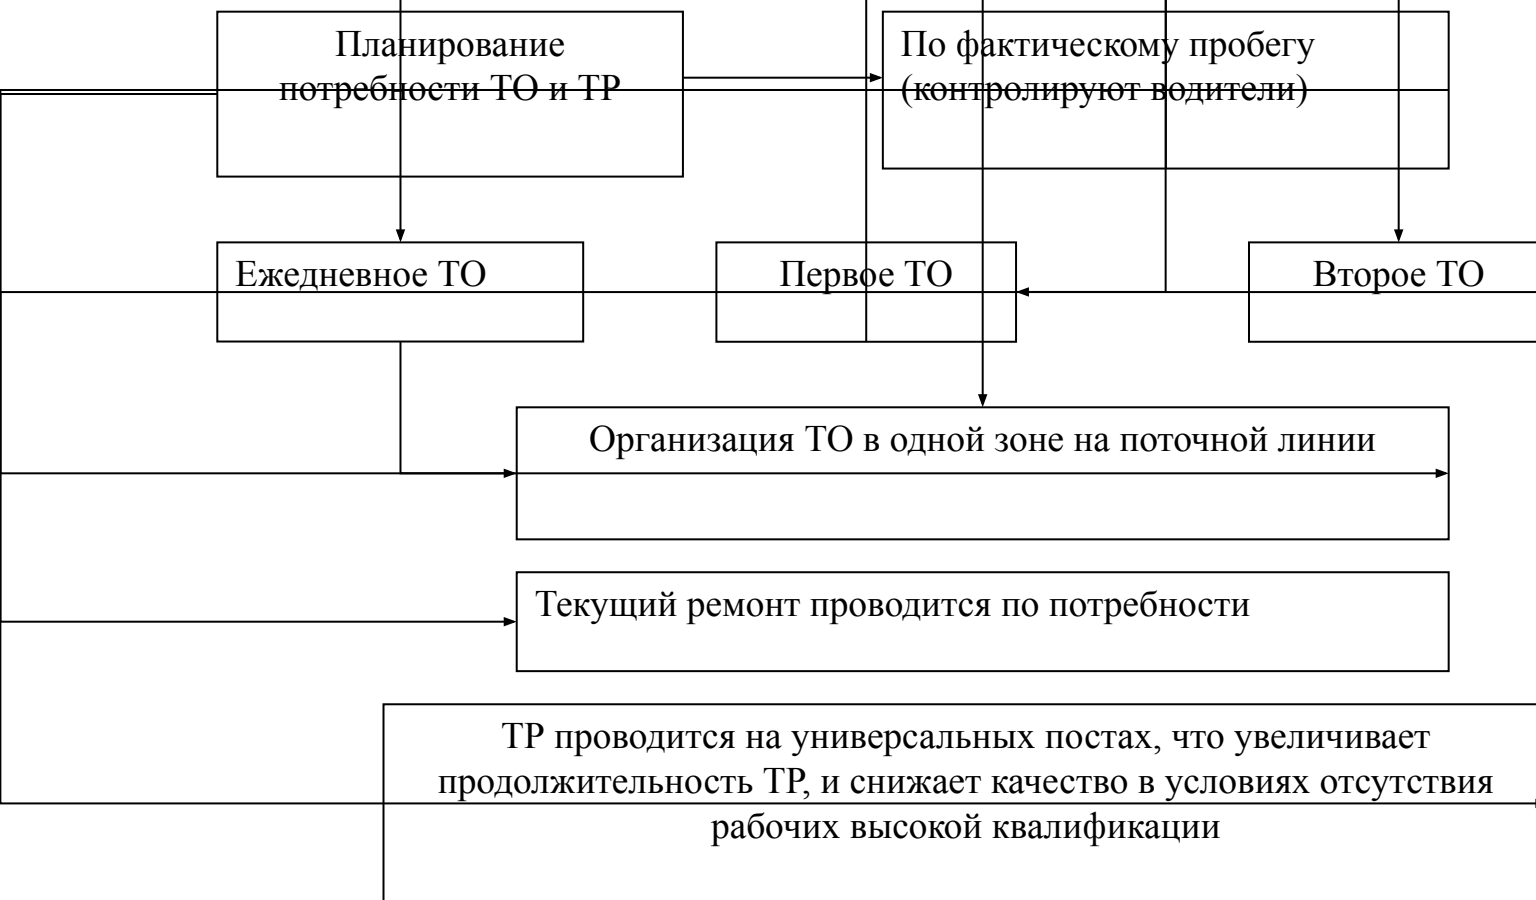 Планирование
потребности ТО и ТР
По фактическому пробегу
(контролируют водители)
Ежедневное ТО
Первое ТО
Второе ТО
Организация ТО в одной зоне на поточной линии
Текущий ремонт проводится по потребности
ТР проводится на универсальных постах, что увеличивает
продолжительность ТР, и снижает качество в условиях отсутствия
рабочих высокой квалификации